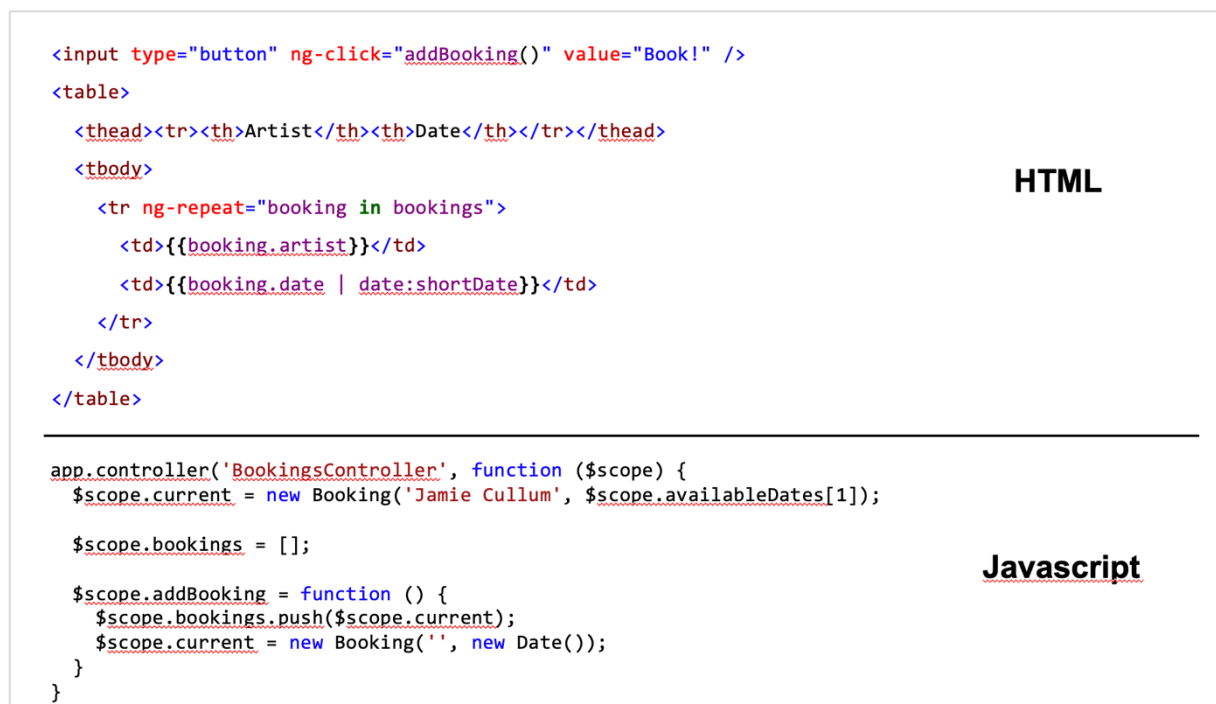 <input type="button" ng-click="addBooking()" value="Book!" />
<table>
  <thead><tr><th>Artist</th><th>Date</th></tr></thead>
  <tbody>
    <tr ng-repeat="booking in bookings">
      <td>{{booking.artist}}</td>
      <td>{{booking.date | date:shortDate}}</td>
    </tr>
  </tbody>
</table>
HTML
app.controller('BookingsController', function ($scope) {
  $scope.current = new Booking('Jamie Cullum', $scope.availableDates[1]);
  $scope.bookings = [];
  $scope.addBooking = function () {
    $scope.bookings.push($scope.current);
    $scope.current = new Booking('', new Date());
  }
}
Javascript